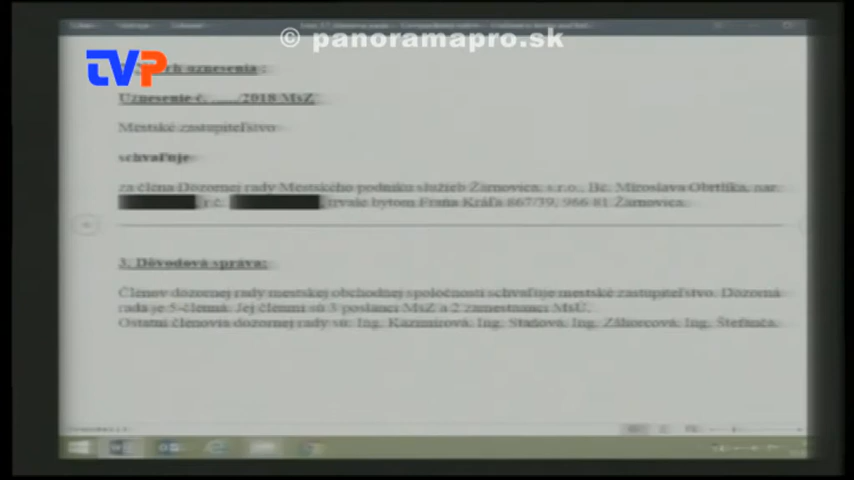 © panoramapro.sk
tvp
Návrh uznesenia :
Uznesenie č. ....../2018 MsZ
Mestské zastupiteľstvo
schvaľuje
za člena Dozornej rady Mestského podniku služieb Žarnovica, s.r.o., Bc. Miroslava Obrtlíka, nar.
r.č. trvale bytom Fraňa Kráľa 867/39, 966 81 Žarnovica.
3. Dôvodová správa:
Členov dozornej rady mestskej obchodnej spoločnosti schvaľuje mestské zastupiteľstvo. Dozorná
rada je 5-členná. Jej členmi sú 3 poslanci MsZ a 2 zamestnanci MsÚ.
Ostatní členovia dozornej rady sú: Ing. Kazimírová, Ing. Staňová, Ing. Záhorcová, Ing.